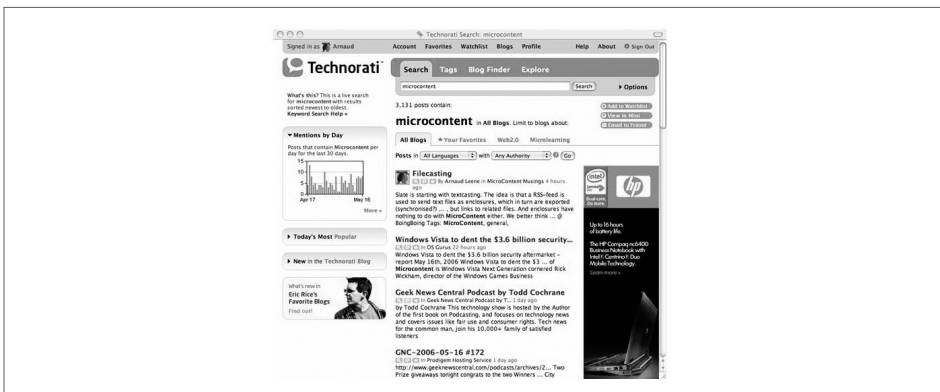 Technorati Search: microcontent
Signed in as Arnaud
Account Favorites Watchlist Blogs Profile Help About Sign Out
Technorati
Search Tags Blog Finder Explore
microcontent Search Options
What's this? This is a live search
for microcontent with results
sorted newest to oldest.
Keyword Search Help »
Mentions by Day
Posts that contain Microcontent per
day for the last 30 days.
15
10
5
0
Apr 17 May 16
More »
Today's Most Popular
New in the Technorati Blog
What's new in
Eric Rice's
Favorite Blogs
Find out!
3,131 posts contain:
microcontent in All Blogs. Limit to blogs about:
Add to Watchlist
View in Mini
Email to Friend
All Blogs Your Favorites Web2.0 Microlearning
Posts in All Languages with Any Authority Go
Filecasting
By Arnaud Leene in MicroContent Musings 4 hours
ago
Slate is starting with textcasting. The idea is that a RSS-feed is
used to send text files as enclosures, which in turn are exported
(synchronised?) ... , but links to related files. And enclosures have
nothing to do with MicroContent either. We better think ... @
BoingBoing Tags: MicroContent, general,
Windows Vista to dent the $3.6 billion security...
in OS Gurus 22 hours ago
Windows Vista to dent the $3.6 billion security aftermarket –
report May 16th, 2006 Windows Vista to dent the $3 ... of
Microcontent is Windows Vista Next Generation cornered Rick
Wickham, director of the Windows Games Business
Geek News Central Podcast by Todd Cochrane
in Geek News Central Podcast by T... 1 day ago
by Todd Cochrane This technology show is hosted by the Author
of the first book on Podcasting, and focuses on technology news
and covers issues like fair use and consumer rights. Tech news
for the common man, join his 10,000+ family of satisfied
listeners
GNC-2006-05-16 #172
in Prodigem Hosting Service 1 day ago
http://www.geeknewscentral.com/podcasts/archives/2... Two
Prize giveaways tonight congrats to the two Winners ... City
intel
Dual-core.
Do more.
hp
Up to 16 hours
of battery life.
The HP Compaq nc6400
Business Notebook with
Intel® Centrino® Duo
Mobile Technology.
Learn more »